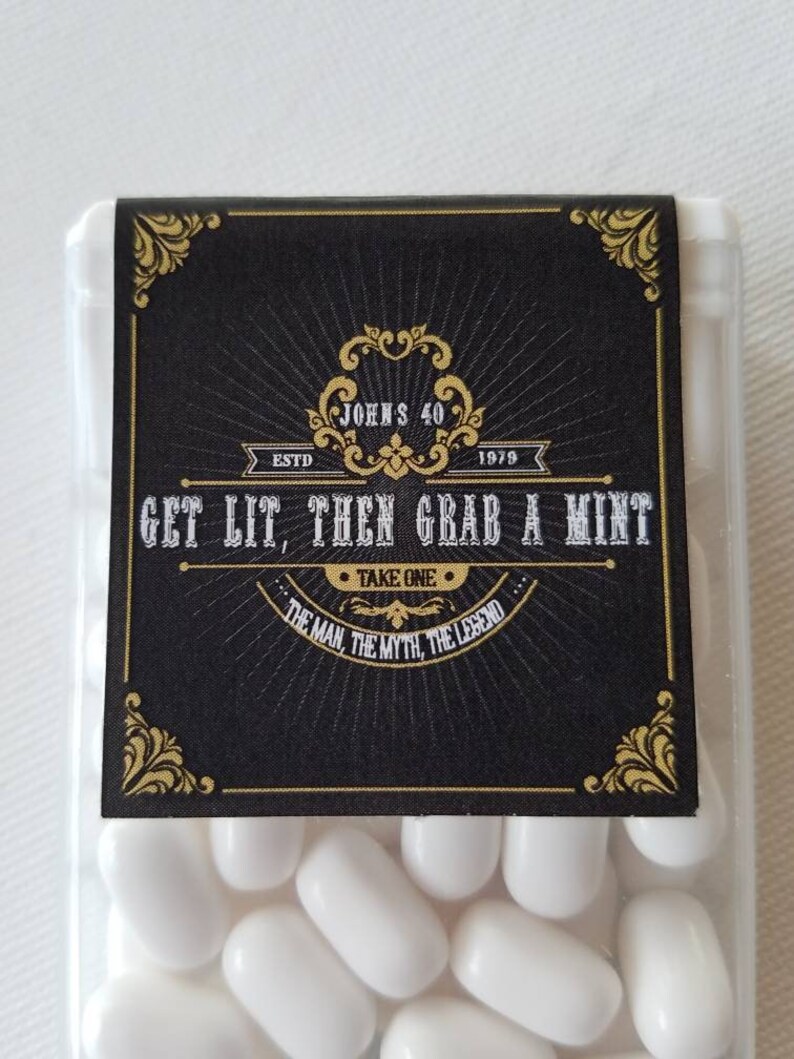 JOHN'S 40
ESTD 1979
GET LIT, THEN GRAB A MINT
• TAKE ONE •
... THE MAN, THE MYTH, THE LEGEND ...